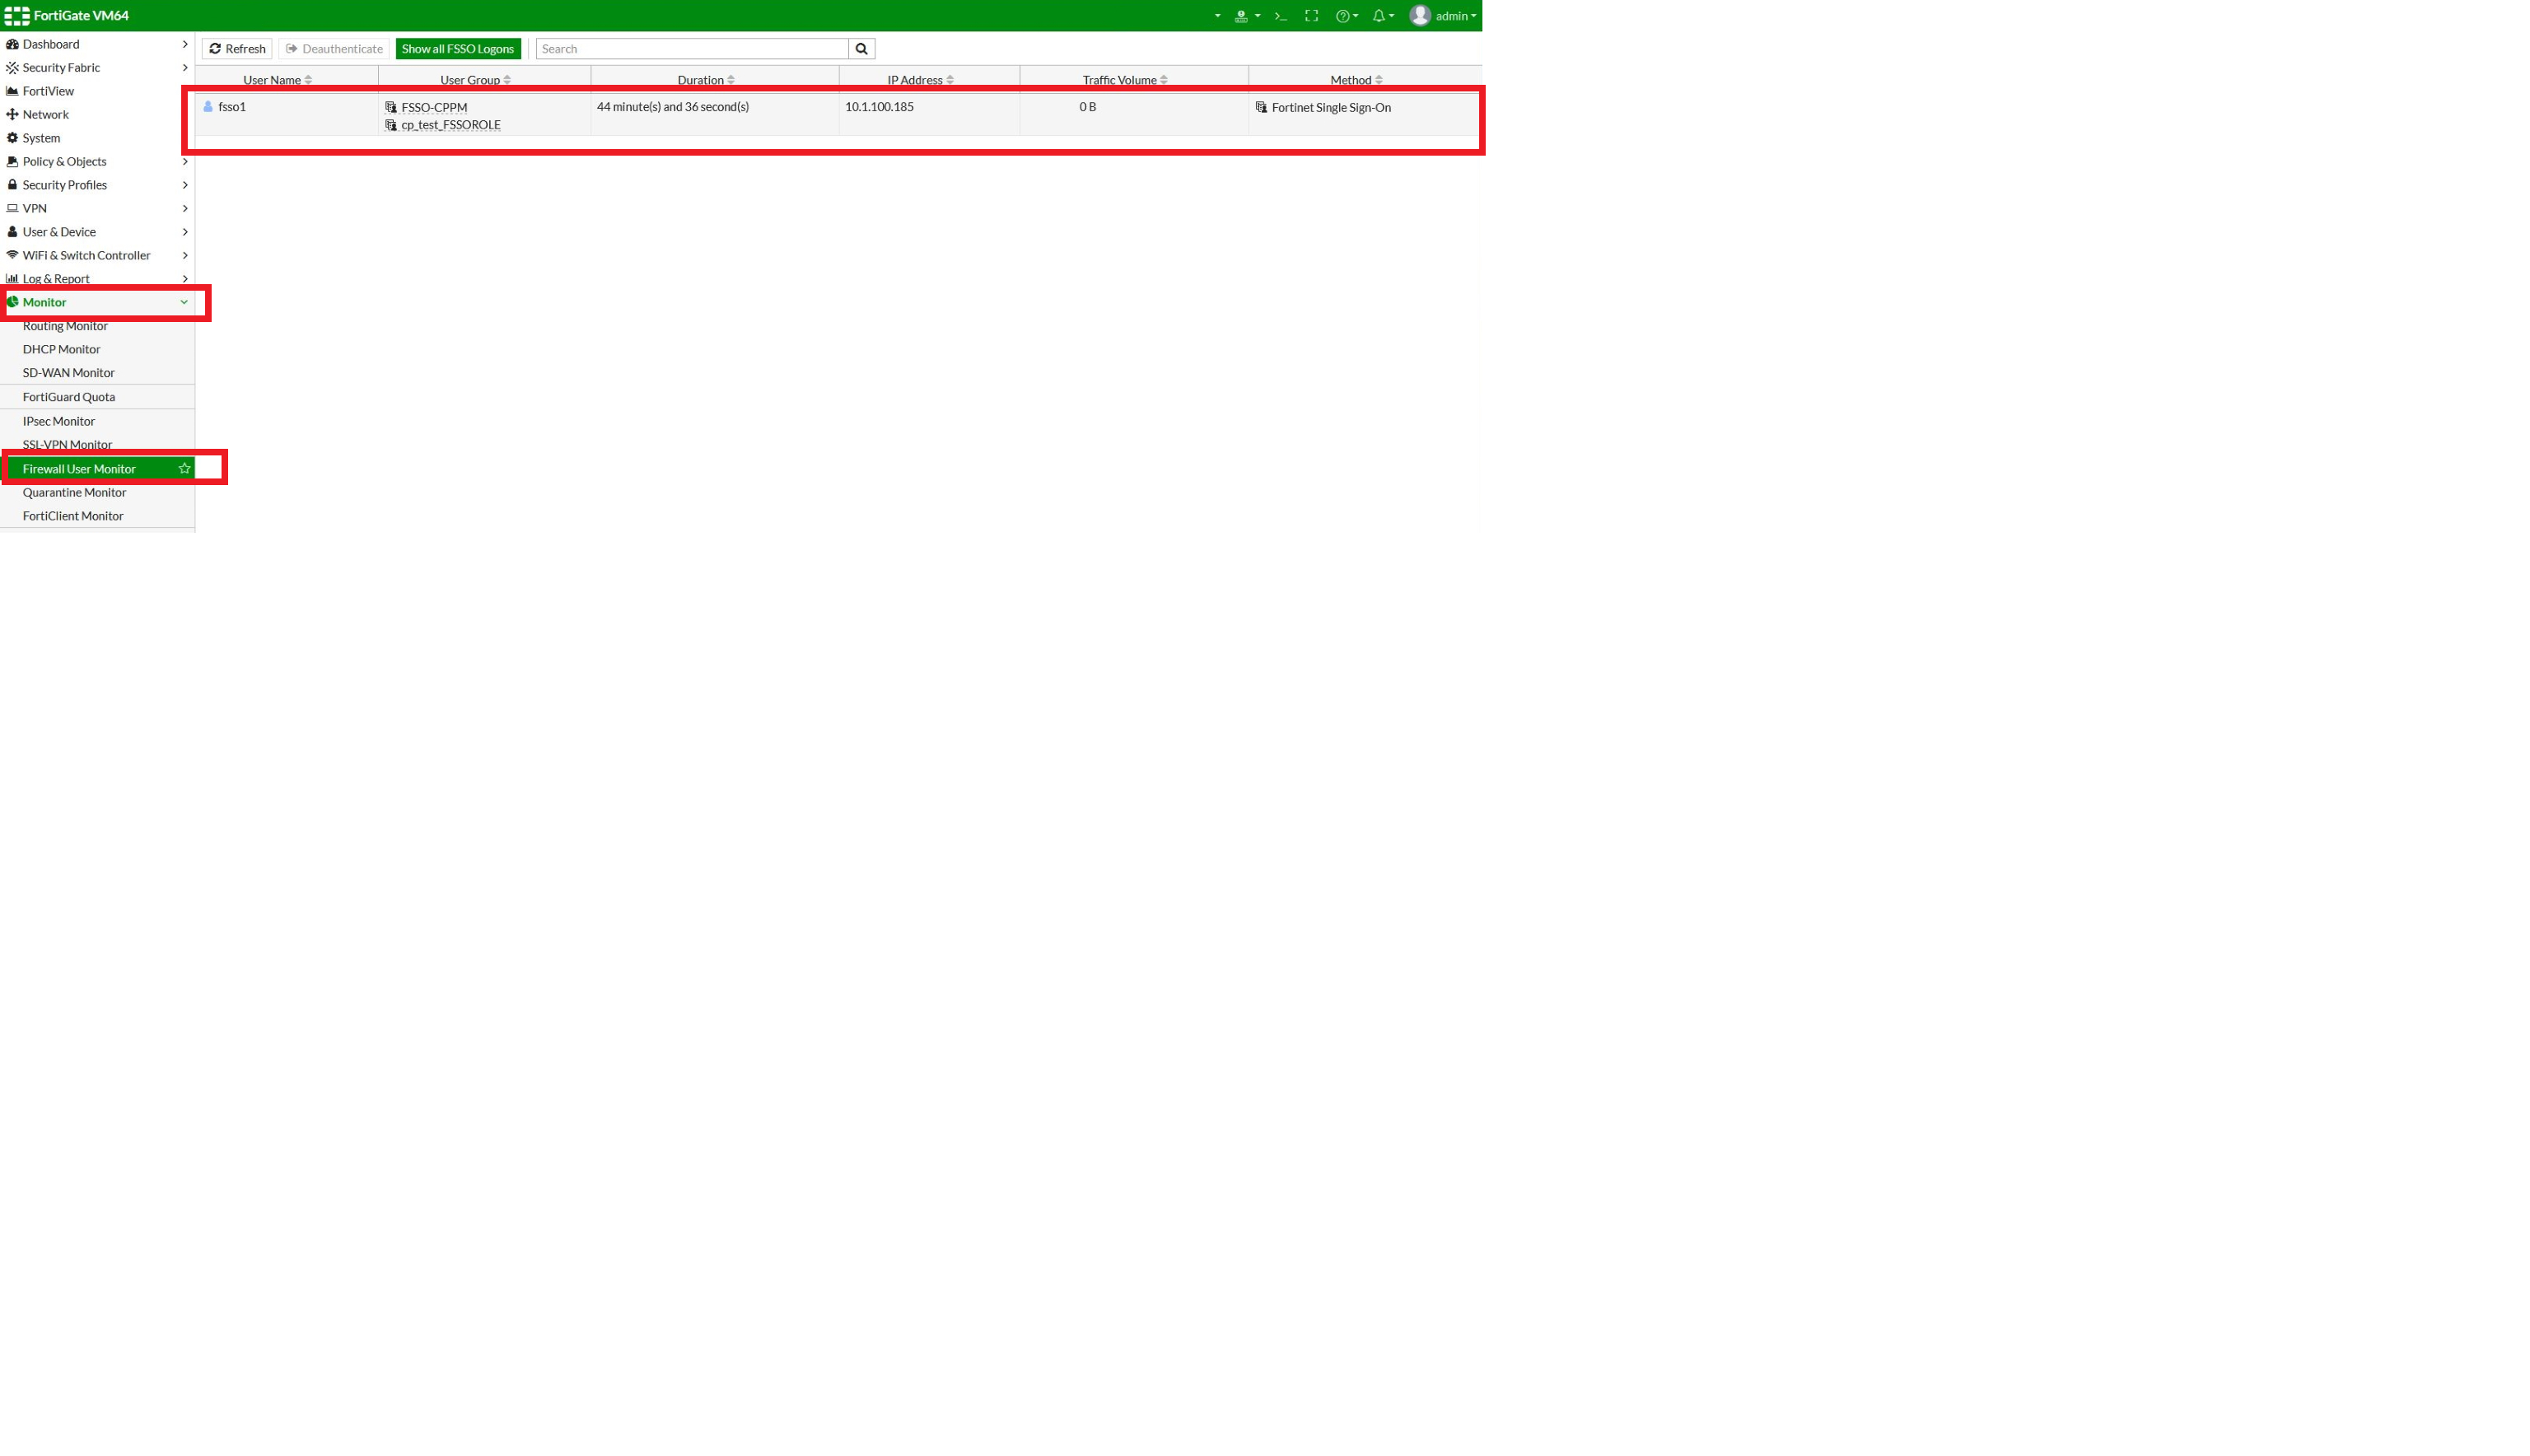 FortiGate VM64
admin
Dashboard
Security Fabric
FortiView
Network
System
Policy & Objects
Security Profiles
VPN
User & Device
WiFi & Switch Controller
Log & Report
Monitor
Routing Monitor
DHCP Monitor
SD-WAN Monitor
FortiGuard Quota
IPsec Monitor
SSL-VPN Monitor
Firewall User Monitor
Quarantine Monitor
FortiClient Monitor
Refresh Deauthenticate Show all FSSO Logons Search
User Name User Group Duration IP Address Traffic Volume Method
fsso1 FSSO-CPPM 44 minute(s) and 36 second(s) 10.1.100.185 0 B Fortinet Single Sign-On
cp_test_FSSOROLE